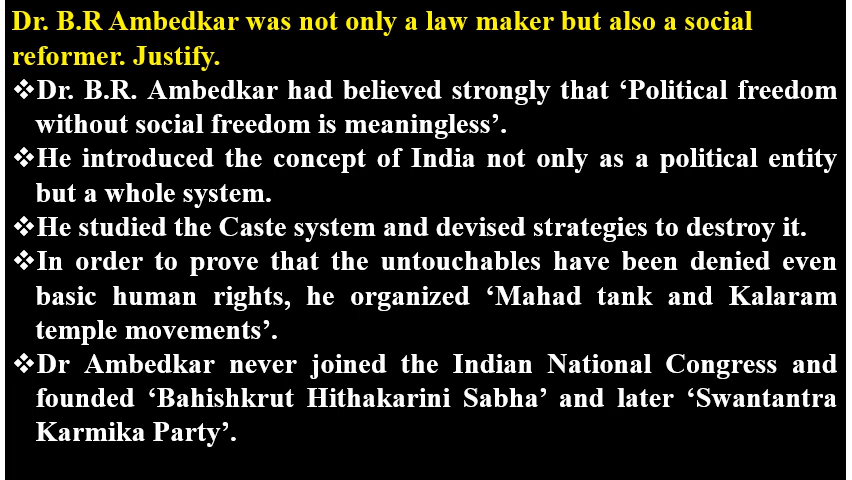 Dr. B.R Ambedkar was not only a law maker but also a social
reformer. Justify.
❖Dr. B.R. Ambedkar had believed strongly that ‘Political freedom
without social freedom is meaningless’.
❖He introduced the concept of India not only as a political entity
but a whole system.
❖He studied the Caste system and devised strategies to destroy it.
❖In order to prove that the untouchables have been denied even
basic human rights, he organized ‘Mahad tank and Kalaram
temple movements’.
❖Dr Ambedkar never joined the Indian National Congress and
founded ‘Bahishkrut Hithakarini Sabha’ and later ‘Swantantra
Karmika Party’.